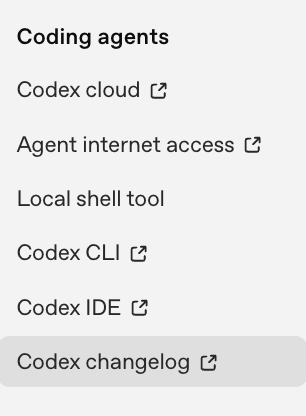 Coding agents
Codex cloud
Agent internet access
Local shell tool
Codex CLI
Codex IDE
Codex changelog